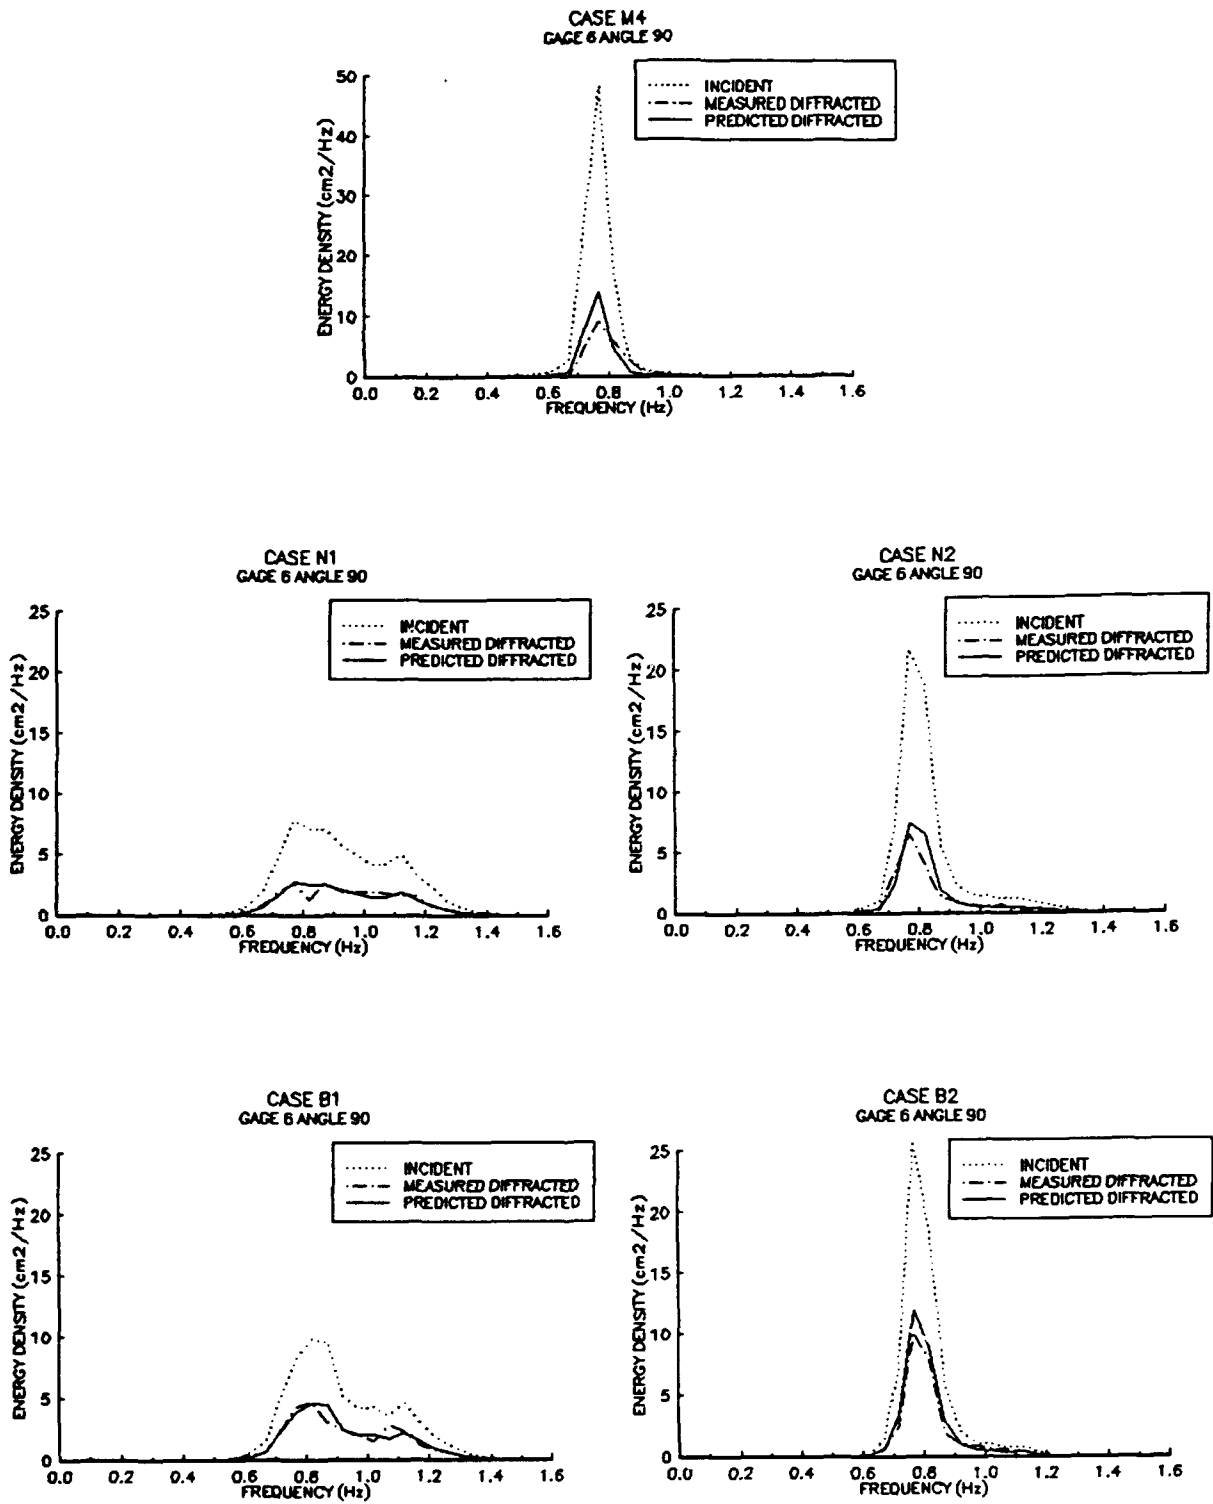 CASE M4
GAGE 6 ANGLE 90
INCIDENT
MEASURED DIFFRACTED
PREDICTED DIFFRACTED
ENERGY DENSITY (cm2/Hz)
50
40
30
20
10
0
0.0 0.2 0.4 0.6 0.8 1.0 1.2 1.4 1.6
FREQUENCY (Hz)
CASE N1
GAGE 6 ANGLE 90
INCIDENT
MEASURED DIFFRACTED
PREDICTED DIFFRACTED
ENERGY DENSITY (cm2/Hz)
25
20
15
10
5
0
0.0 0.2 0.4 0.6 0.8 1.0 1.2 1.4 1.6
FREQUENCY (Hz)
CASE N2
GAGE 6 ANGLE 90
INCIDENT
MEASURED DIFFRACTED
PREDICTED DIFFRACTED
ENERGY DENSITY (cm2/Hz)
25
20
15
10
5
0
0.0 0.2 0.4 0.6 0.8 1.0 1.2 1.4 1.6
FREQUENCY (Hz)
CASE B1
GAGE 6 ANGLE 90
INCIDENT
MEASURED DIFFRACTED
PREDICTED DIFFRACTED
ENERGY DENSITY (cm2/Hz)
25
20
15
10
5
0
0.0 0.2 0.4 0.6 0.8 1.0 1.2 1.4 1.6
FREQUENCY (Hz)
CASE B2
GAGE 6 ANGLE 90
INCIDENT
MEASURED DIFFRACTED
PREDICTED DIFFRACTED
ENERGY DENSITY (cm2/Hz)
25
20
15
10
5
0
0.0 0.2 0.4 0.6 0.8 1.0 1.2 1.4 1.6
FREQUENCY (Hz)